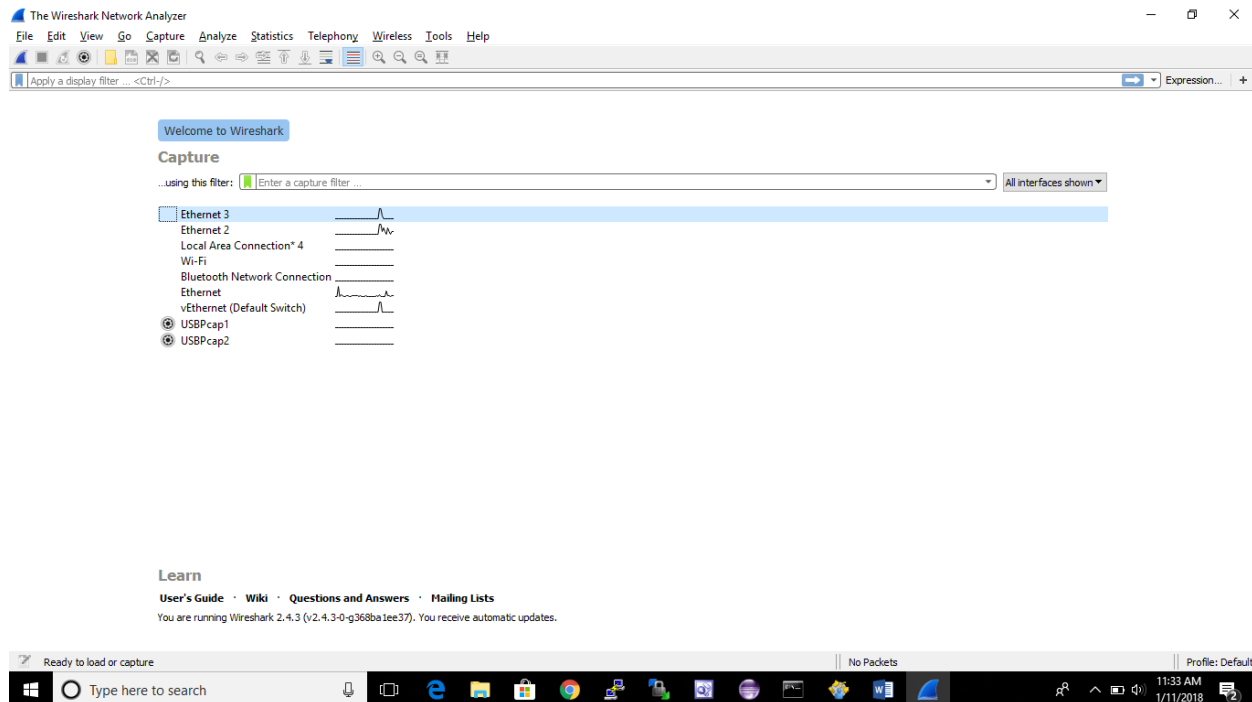 The Wireshark Network Analyzer
File Edit View Go Capture Analyze Statistics Telephony Wireless Tools Help
Apply a display filter ... <Ctrl-/> Expression... +
Welcome to Wireshark
Capture
...using this filter: Enter a capture filter ... All interfaces shown
Ethernet 3
Ethernet 2
Local Area Connection* 4
Wi-Fi
Bluetooth Network Connection
Ethernet
vEthernet (Default Switch)
USBPcap1
USBPcap2
Learn
User's Guide · Wiki · Questions and Answers · Mailing Lists
You are running Wireshark 2.4.3 (v2.4.3-0-g368ba1ee37). You receive automatic updates.
Ready to load or capture No Packets Profile: Default
Type here to search
11:33 AM
1/11/2018
2